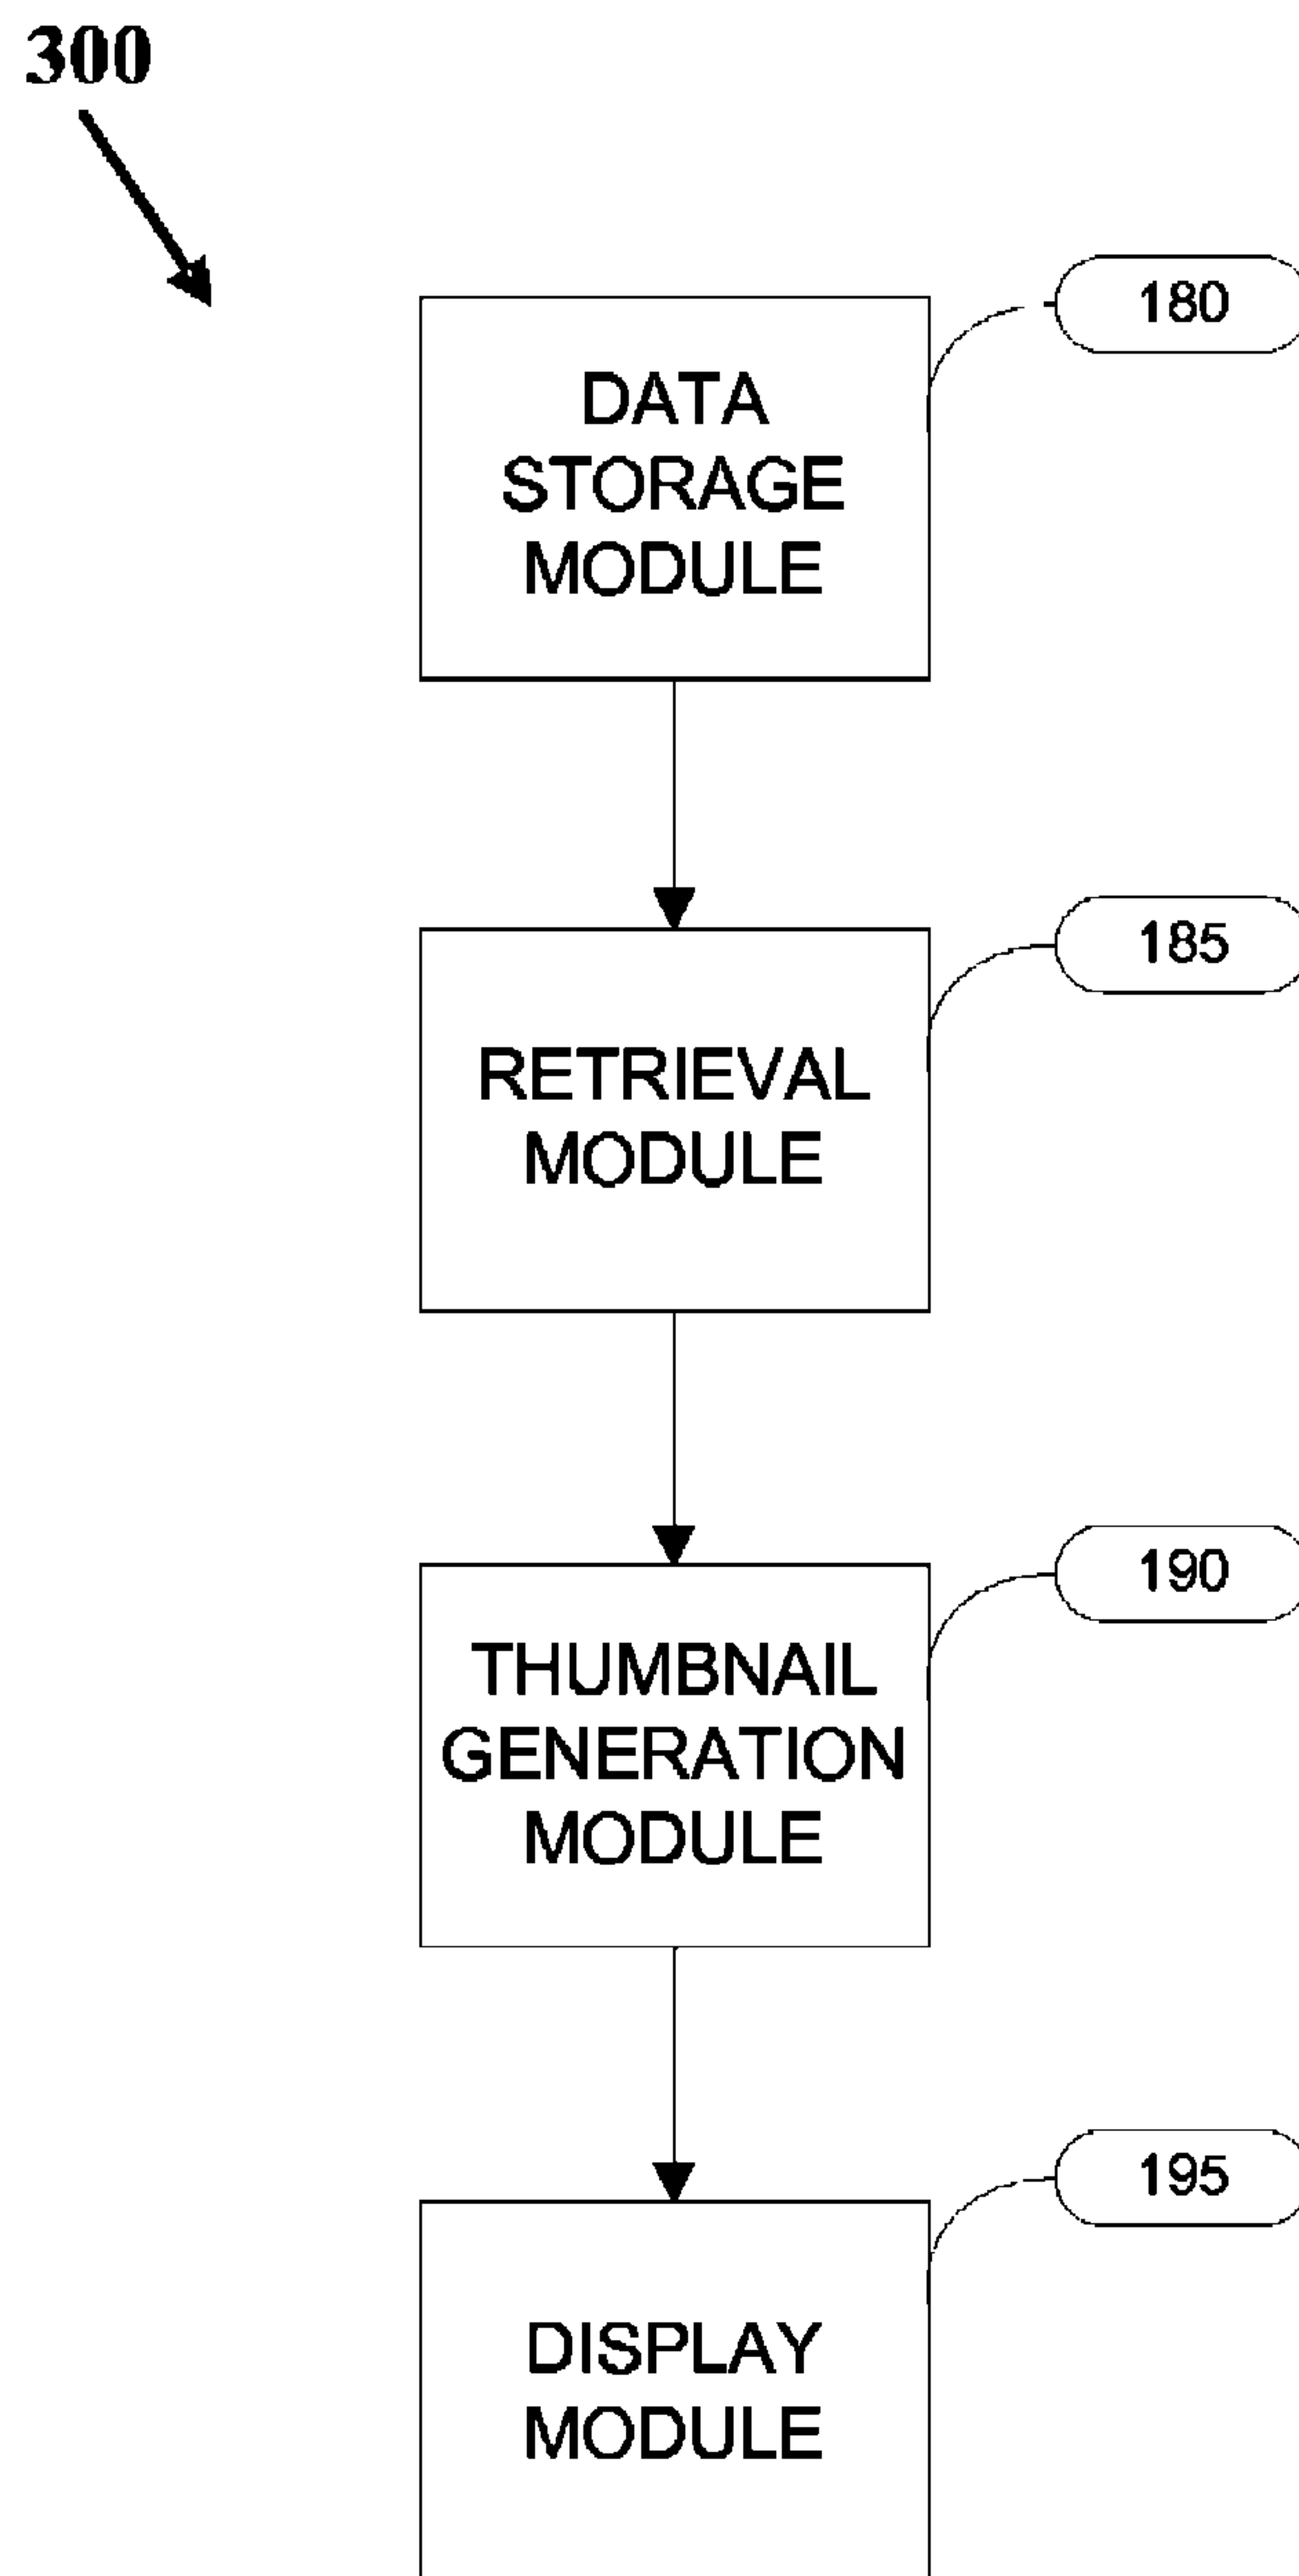 300
180
DATA
STORAGE
MODULE
185
RETRIEVAL
MODULE
190
THUMBNAIL
GENERATION
MODULE
195
DISPLAY
MODULE